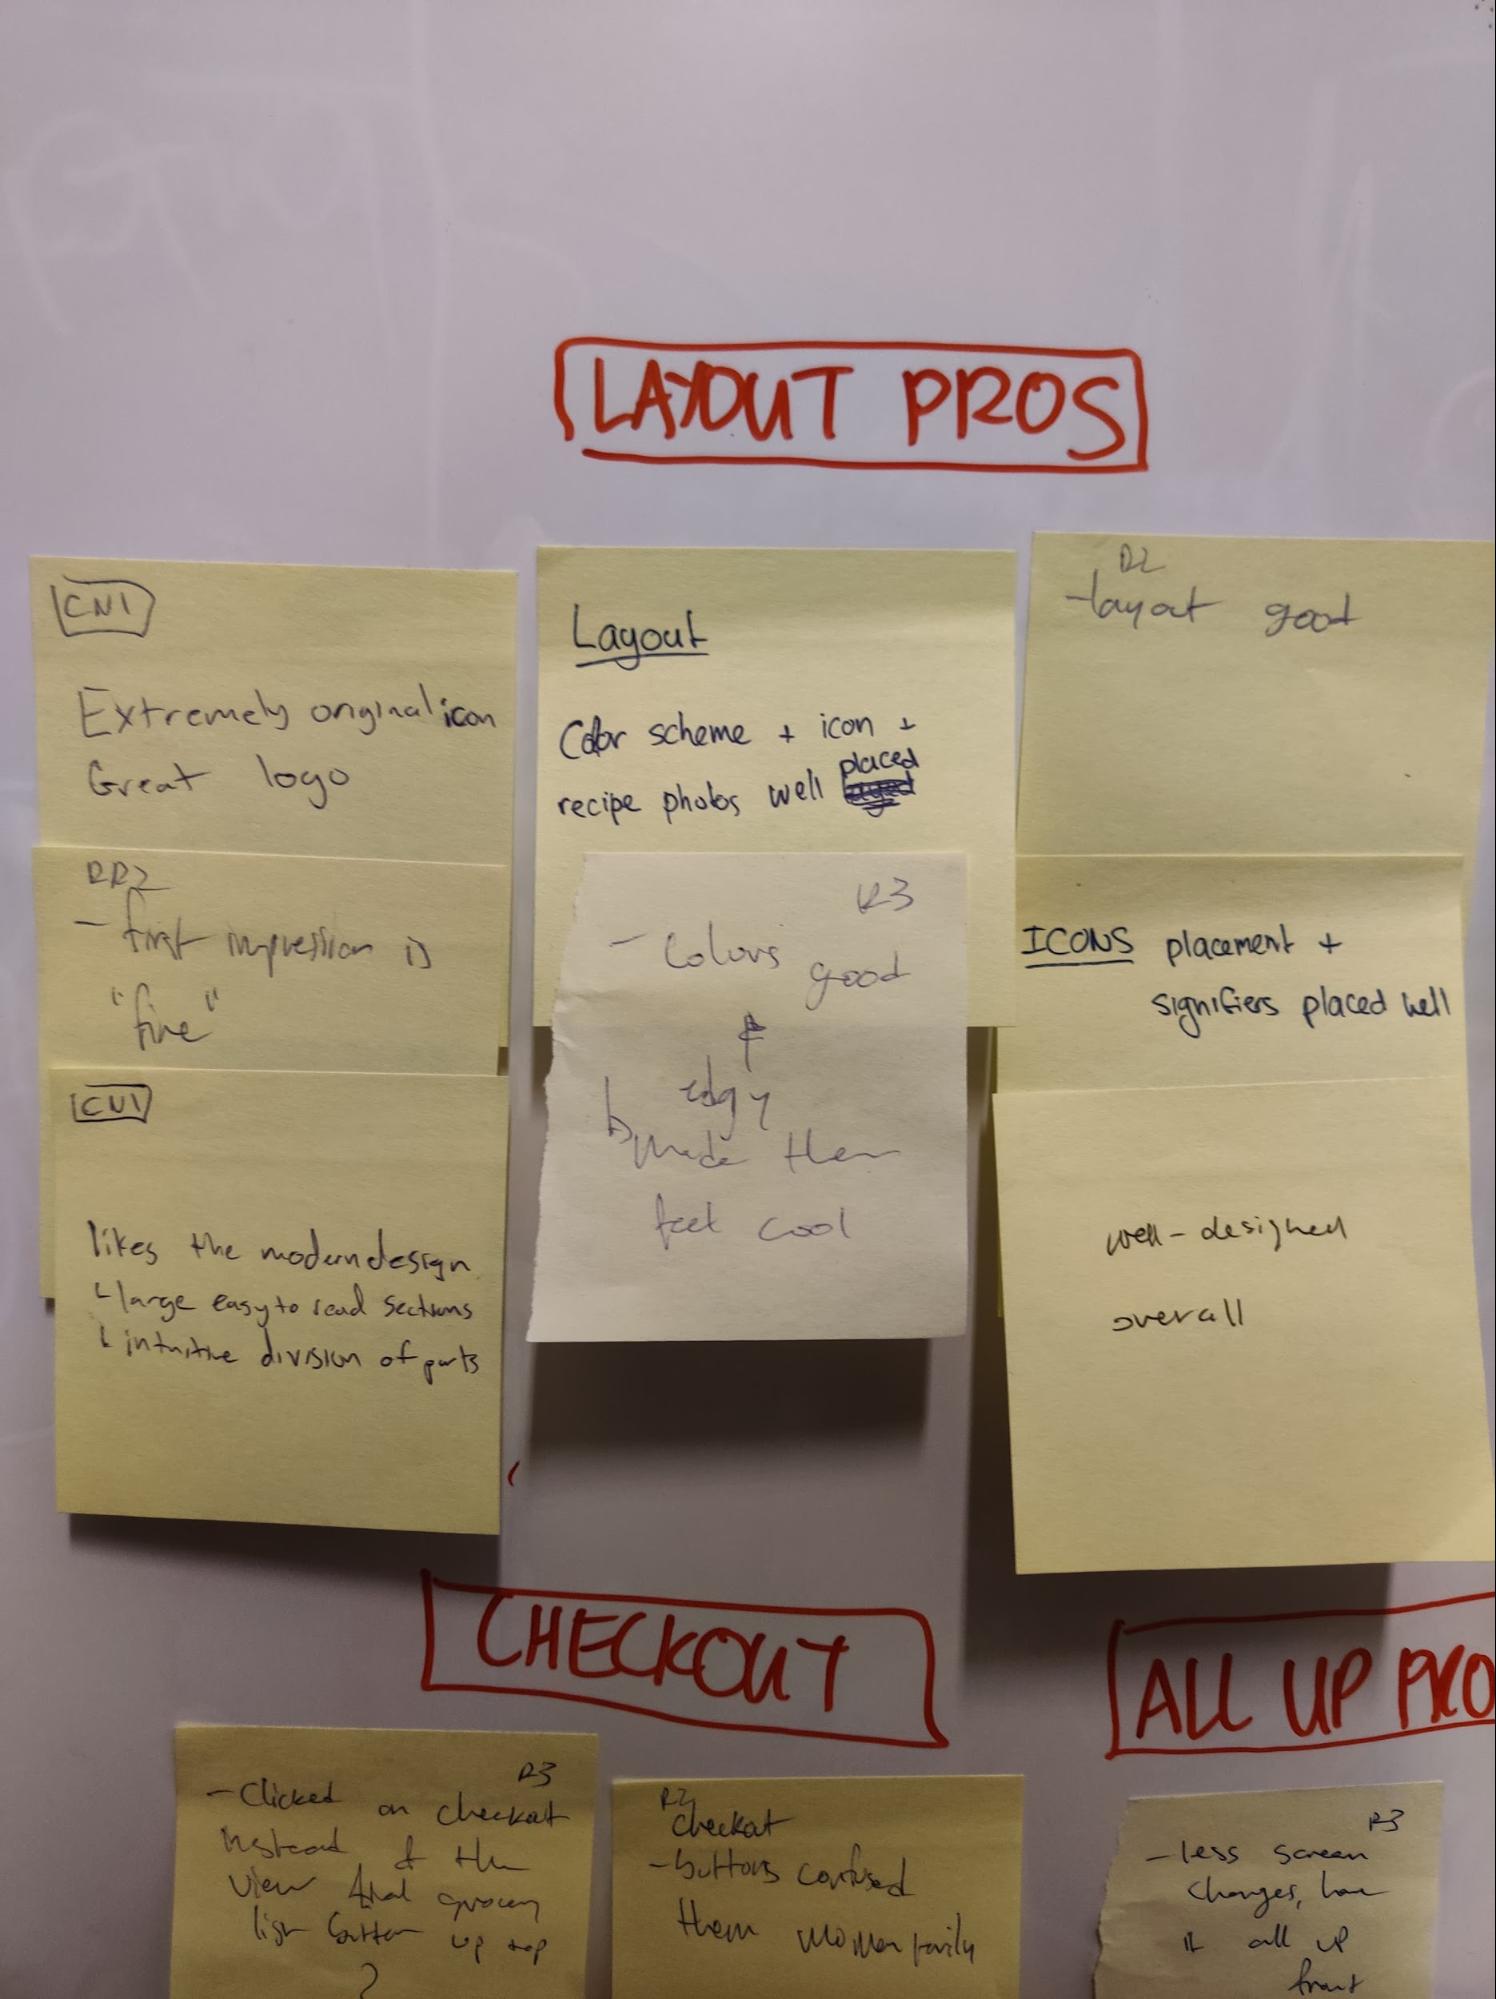 LAYOUT PROS
CN1
Extremely original icon
Great logo
RR2
- first impression is
"fine"
CN1
likes the modern design
large easy to read sections
intuitive division of parts
Layout
Color scheme + icon +
placed
recipe photos well
R3
- Colors good
&
edgy
made them
feel cool
R2
- layout good
ICONS placement +
signifiers placed well
well-designed
overall
CHECKOUT
R3
- Clicked on checkout
instead of the
view final grocery
list button up top
?
R2
checkout
- buttons confused
them momentarily
ALL UP PRO
R3
- less screen
changes, have
it all up
front